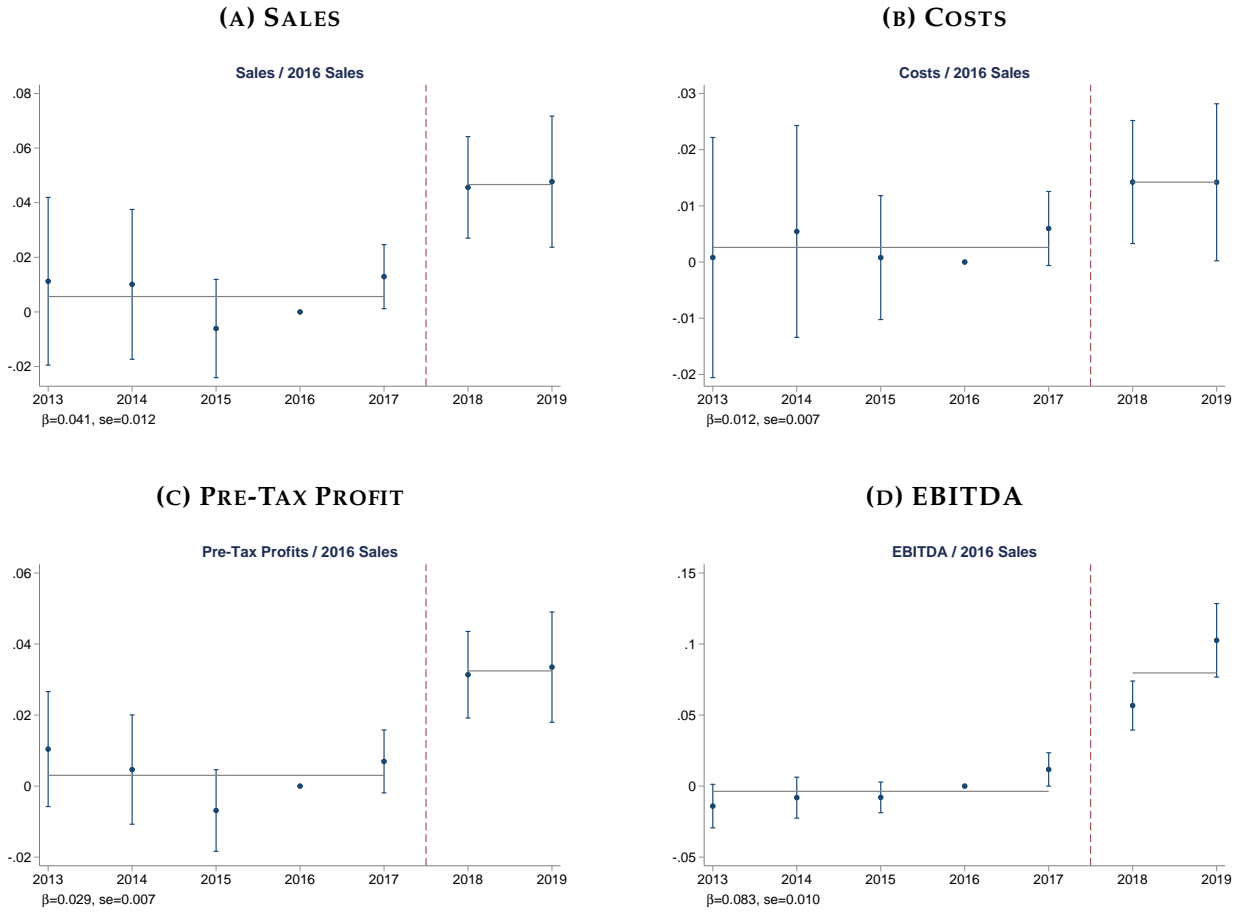 (A) SALES
Sales / 2016 Sales
.08
.06
.04
.02
0
-.02
2013 2014 2015 2016 2017 2018 2019
β=0.041, se=0.012
(B) COSTS
Costs / 2016 Sales
.03
.02
.01
0
-.01
-.02
2013 2014 2015 2016 2017 2018 2019
β=0.012, se=0.007
(C) PRE-TAX PROFIT
Pre-Tax Profits / 2016 Sales
.06
.04
.02
0
-.02
2013 2014 2015 2016 2017 2018 2019
β=0.029, se=0.007
(D) EBITDA
EBITDA / 2016 Sales
.15
.1
.05
0
-.05
2013 2014 2015 2016 2017 2018 2019
β=0.083, se=0.010